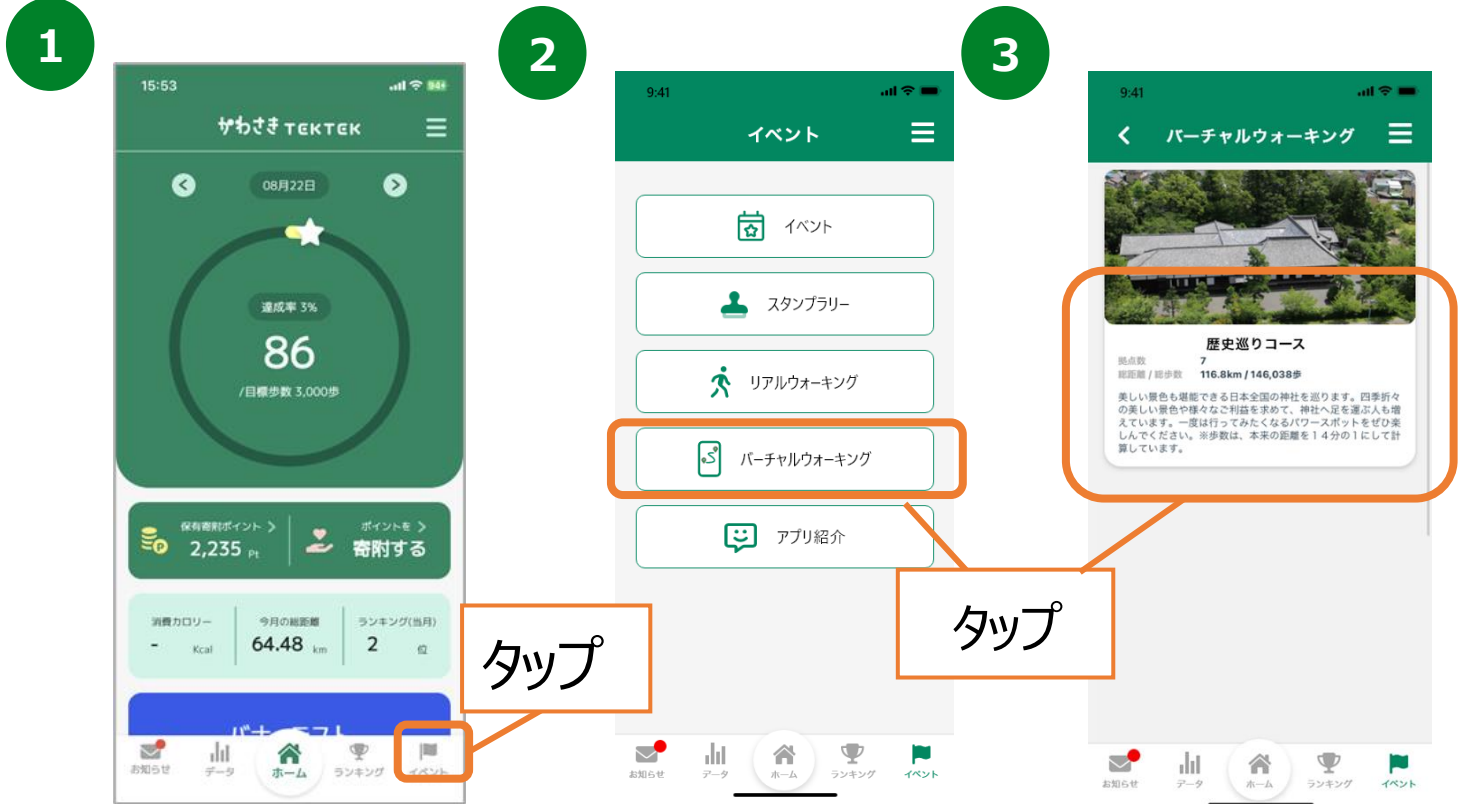 1
15:53
94
かわさきTEKTEK
08月22日
達成率 3%
86
/目標歩数 3,000歩
保有寄附ポイント
2,235 Pt
ポイントを
寄附する
消費カロリー
- Kcal
今月の総距離
64.48 km
ランキング(当月)
2 位
バナーテスト
お知らせ
データ
ホーム
ランキング
イベント
タップ
2
9:41
イベント
イベント
スタンプラリー
リアルウォーキング
バーチャルウォーキング
アプリ紹介
お知らせ
データ
ホーム
ランキング
イベント
タップ
3
9:41
バーチャルウォーキング
歴史巡りコース
拠点数 7
総距離 / 総歩数 116.8km / 146,038歩
美しい景色も堪能できる日本全国の神社を巡ります。四季折々
の美しい景色や様々なご利益を求めて、神社へ足を運ぶ人も増
えています。一度は行ってみたくなるパワースポットをぜひ楽
しんでください。※歩数は、本来の距離を14分の1にして計
算しています。
お知らせ
データ
ホーム
ランキング
イベント